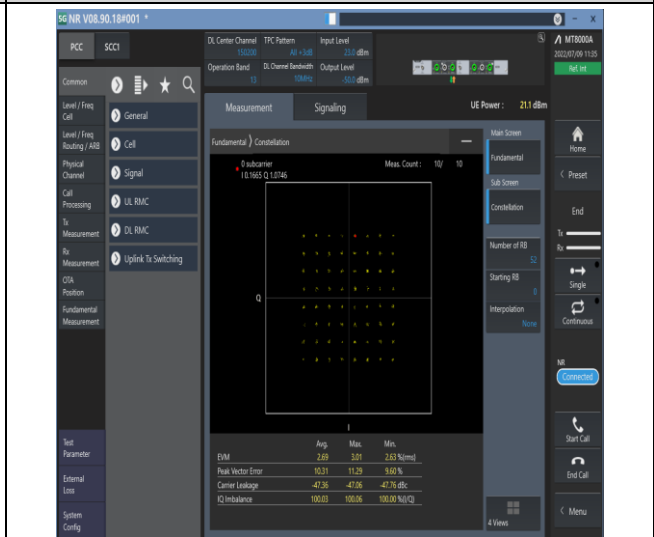 SG NR V08.90.18#001 *
PCC SCC1
DL Center Channel TPC Pattern Input Level
150200 All +3dB 23.0 dBm
Operation Band DL Channel Bandwidth Output Level
15 10MHz -50.0 dBm
MT8000A
2022/07/09 11:35
Ref. Int
Common
Level / Freq
Cell
Level / Freq
Routing / ARB
Physical
Channel
Call
Processing
Tx
Measurement
Rx
Measurement
OTA
Position
Fundamental
Measurement
Test
Parameter
External
Loss
System
Config
General
Cell
Signal
UL RMC
DL RMC
Uplink Tx Switching
Measurement Signaling UE Power : 21.1 dBm
Fundamental Constellation
0 subcarrier Meas. Count : 10/ 10
I 0.1665 Q 1.0746
Q
I
Avg. Max. Min.
EVM 2.69 3.01 2.63 %(rms)
Peak Vector Error 10.31 11.29 9.60 %
Carrier Leakage -47.36 -47.06 -47.76 dBc
IQ Imbalance 100.03 100.06 100.00 %(I/Q)
Main Screen
Fundamental
Sub Screen
Constellation
Number of RB
52
Starting RB
0
Interpolation
None
4 Views
Home
Preset
End
Tx
Rx
Single
Continuous
NR
Connected
Start Call
End Call
Menu